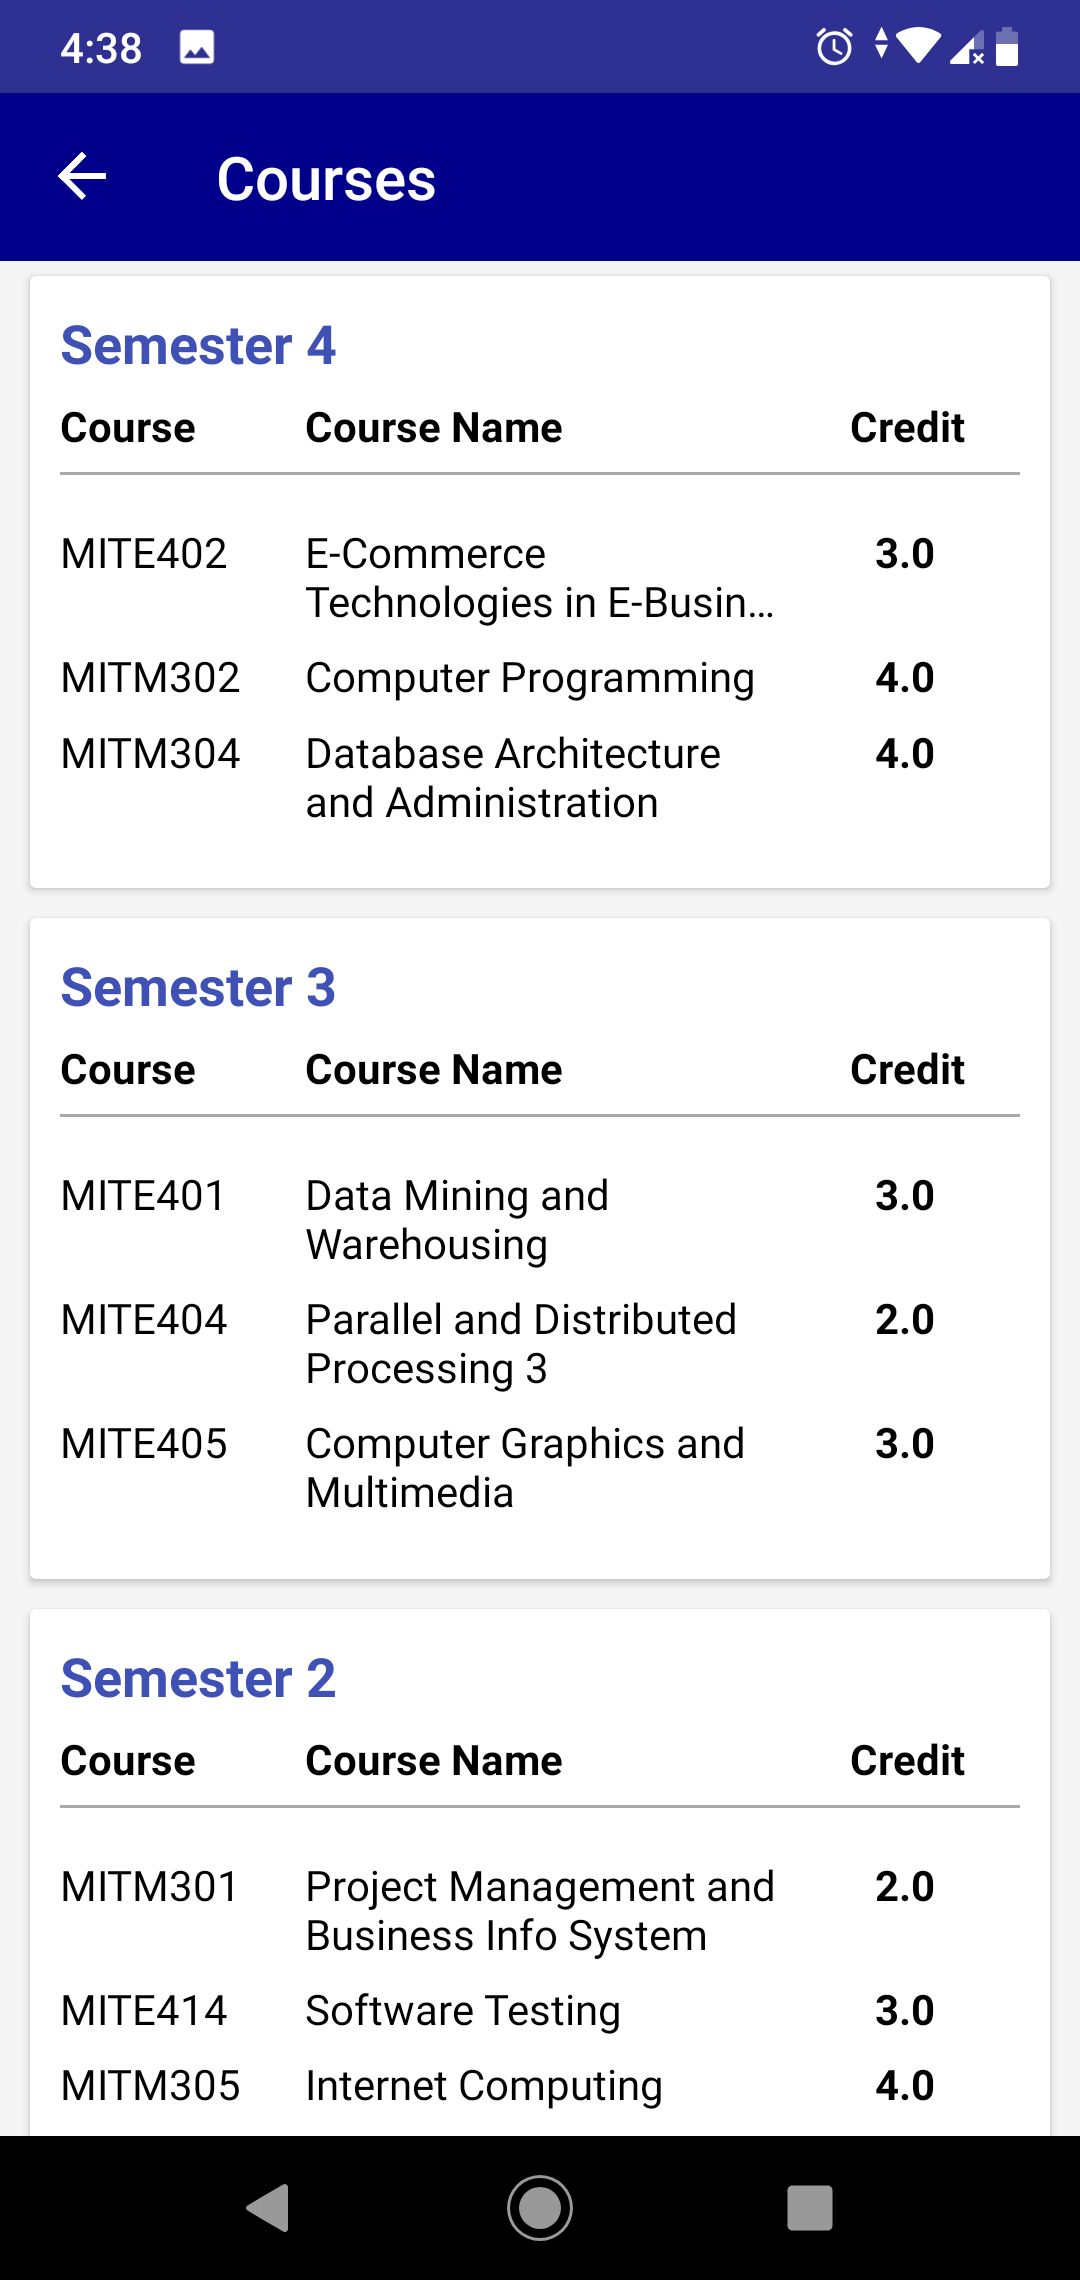 4:38
Courses
Semester 4
Course Course Name Credit
MITE402 E-Commerce 3.0
Technologies in E-Busin...
MITM302 Computer Programming 4.0
MITM304 Database Architecture 4.0
and Administration
Semester 3
Course Course Name Credit
MITE401 Data Mining and 3.0
Warehousing
MITE404 Parallel and Distributed 2.0
Processing 3
MITE405 Computer Graphics and 3.0
Multimedia
Semester 2
Course Course Name Credit
MITM301 Project Management and 2.0
Business Info System
MITE414 Software Testing 3.0
MITM305 Internet Computing 4.0